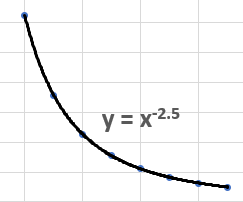 y = x⁻²·⁵